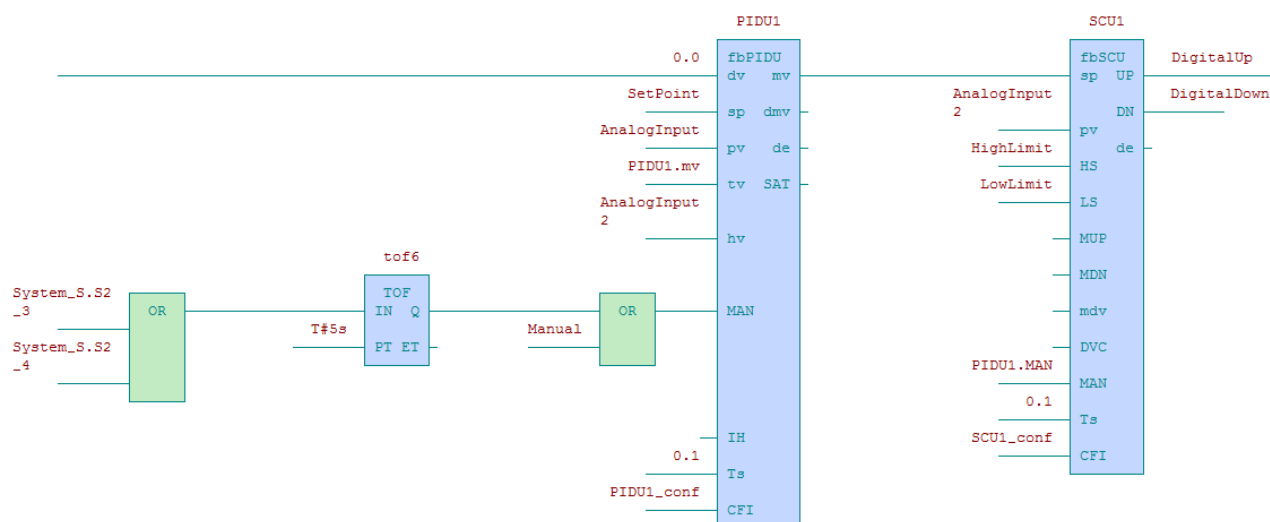 PIDU1
SCU1
0.0
fbPIDU
dv mv
SetPoint
sp dmv
AnalogInput
pv de
PIDU1.mv
tv SAT
AnalogInput
2
hv
MAN
IH
0.1
Ts
PIDU1_conf
CFI
fbSCU
sp UP
DigitalUp
AnalogInput
2
DN
DigitalDown
pv
de
HighLimit
HS
LowLimit
LS
MUP
MDN
mdv
DVC
PIDU1.MAN
MAN
0.1
Ts
SCU1_conf
CFI
tof6
TOF
IN Q
T#5s
PT ET
System_S.S2
_3
OR
System_S.S2
_4
Manual
OR